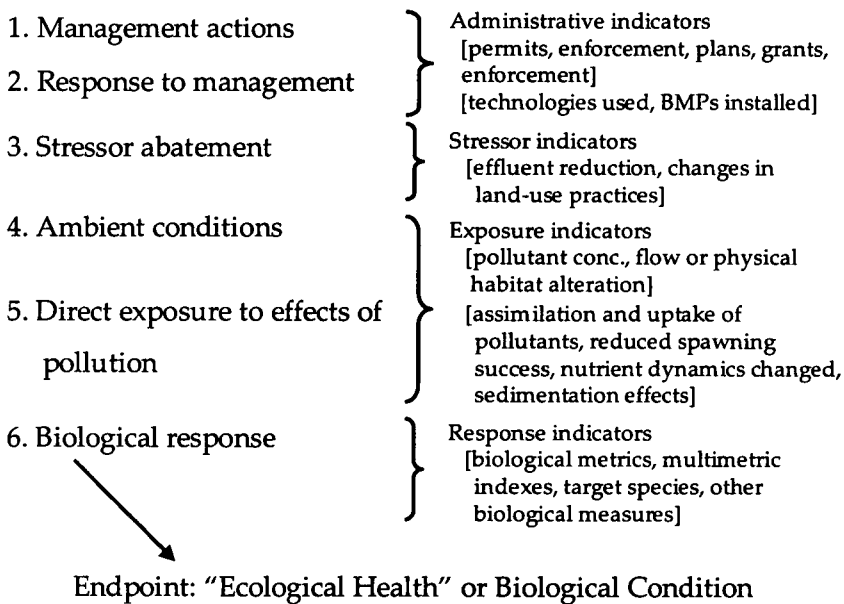 1. Management actions
2. Response to management
Administrative indicators
[permits, enforcement, plans, grants,
enforcement]
[technologies used, BMPs installed]
3. Stressor abatement
Stressor indicators
[effluent reduction, changes in
land-use practices]
4. Ambient conditions
5. Direct exposure to effects of
pollution
Exposure indicators
[pollutant conc., flow or physical
habitat alteration]
[assimilation and uptake of
pollutants, reduced spawning
success, nutrient dynamics changed,
sedimentation effects]
6. Biological response
Response indicators
[biological metrics, multimetric
indexes, target species, other
biological measures]
Endpoint: "Ecological Health" or Biological Condition